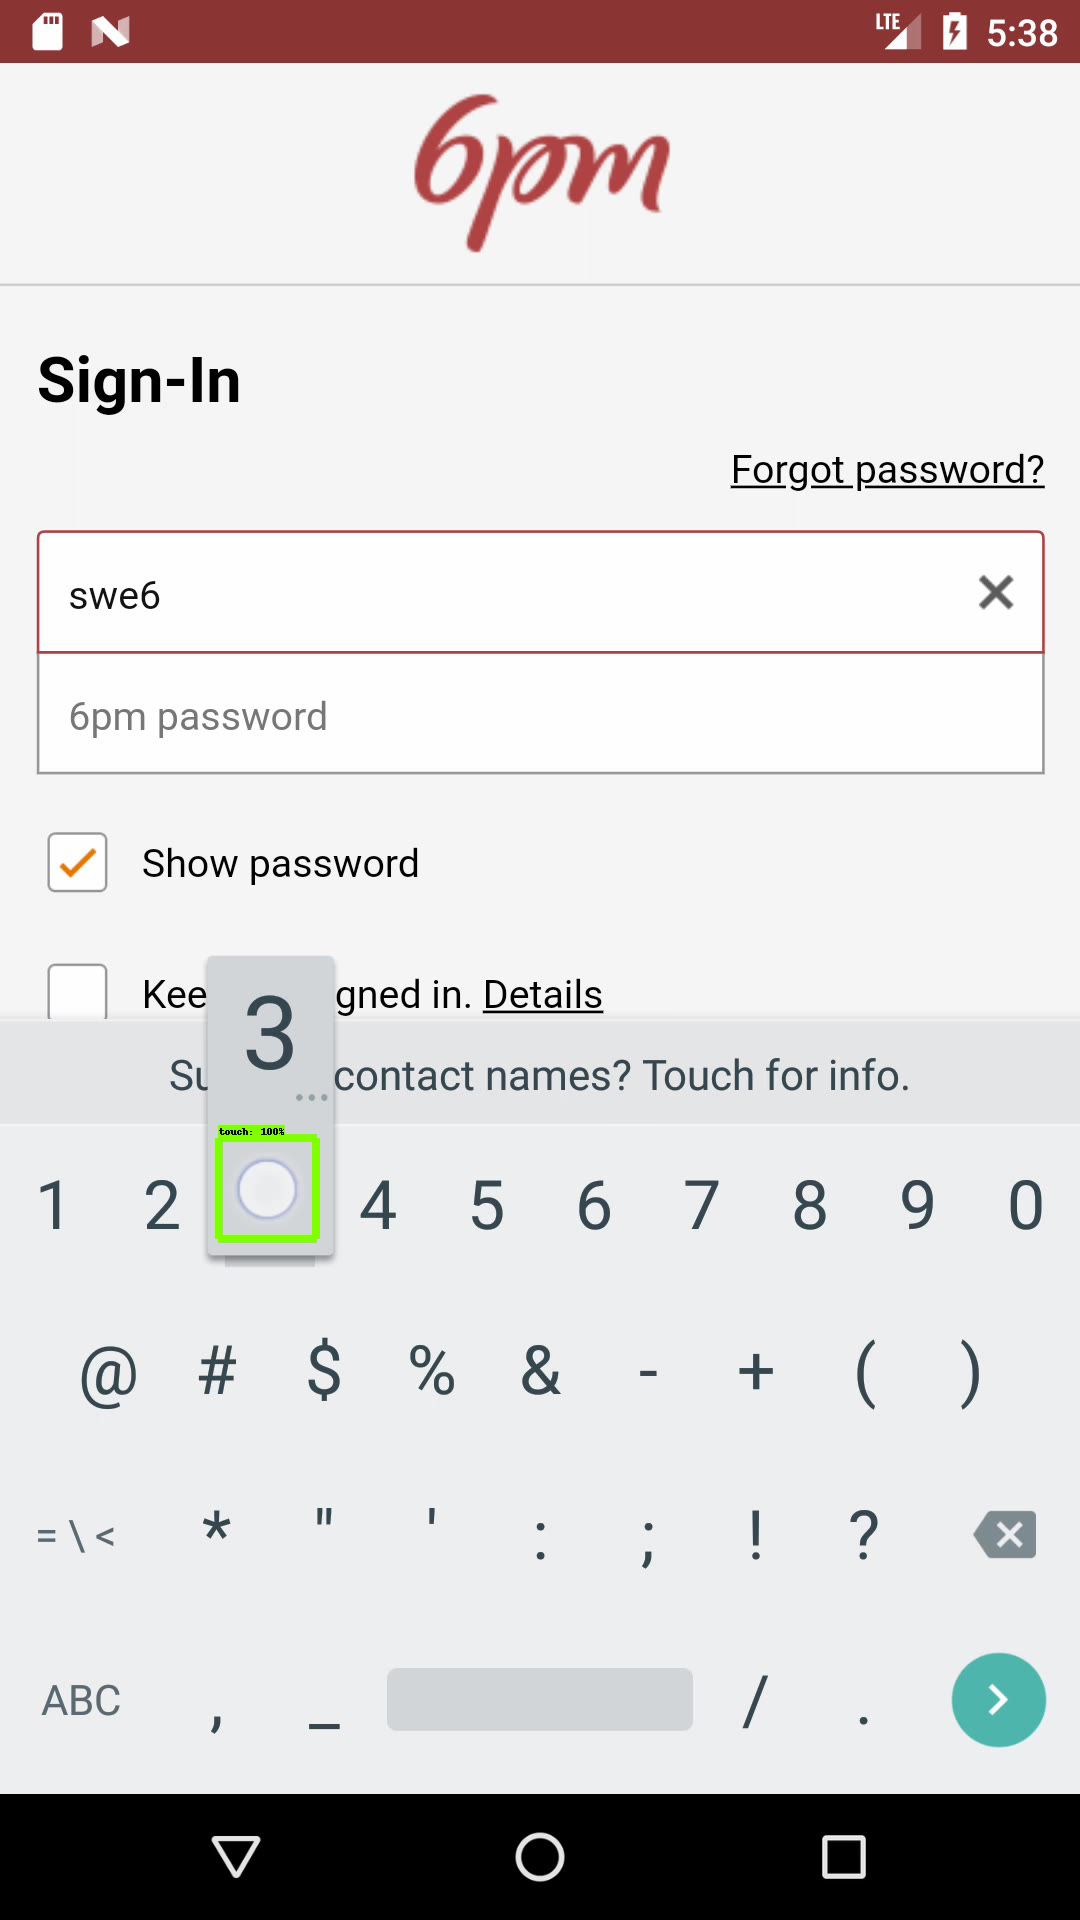 LTE 5:38
6pm
Sign-In
Forgot password?
swe6
6pm password
Show password
Kee gned in. Details
3
Su contact names? Touch for info.
touch: 100%
1 2 4 5 6 7 8 9 0
@ # $ % & - + ( )
= \ < * " ' : ; ! ?
ABC , _ / .